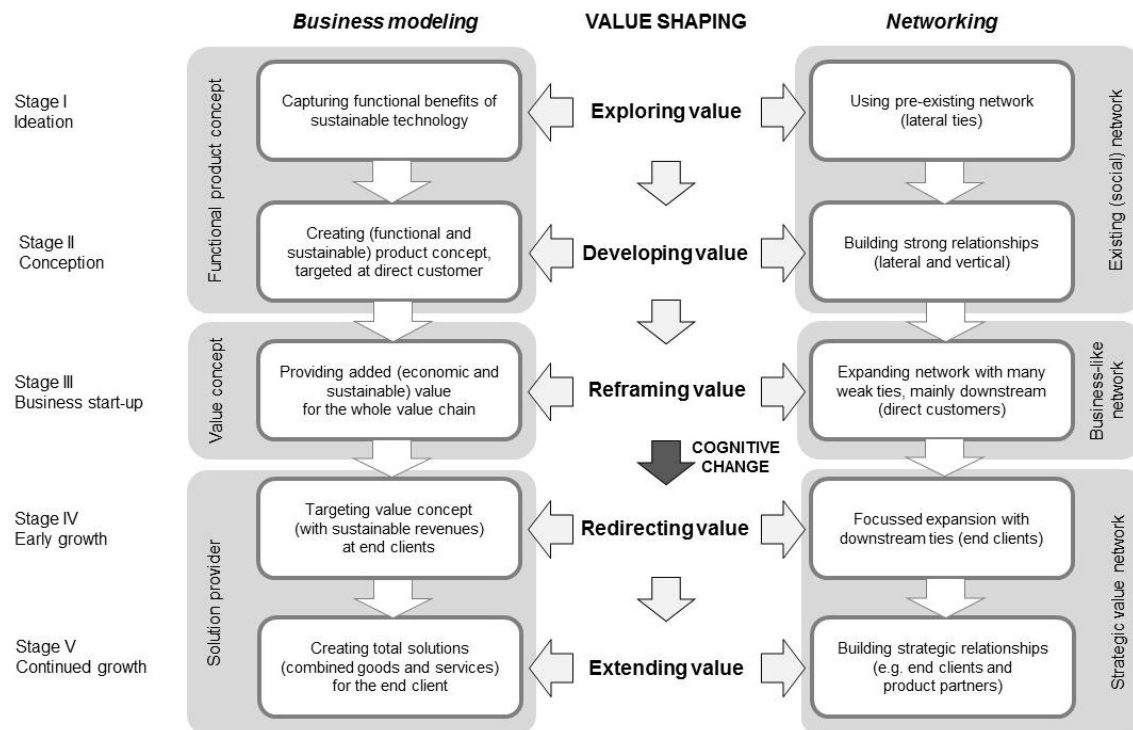 Business modeling
VALUE SHAPING
Networking
Functional product concept
Existing (social) network
Stage I
Ideation
Capturing functional benefits of
sustainable technology
Exploring value
Using pre-existing network
(lateral ties)
Stage II
Conception
Creating (functional and
sustainable) product concept,
targeted at direct customer
Developing value
Building strong relationships
(lateral and vertical)
Value concept
Business-like
network
Stage III
Business start-up
Providing added (economic and
sustainable) value
for the whole value chain
Reframing value
Expanding network with many
weak ties, mainly downstream
(direct customers)
COGNITIVE
CHANGE
Solution provider
Strategic value network
Stage IV
Early growth
Targeting value concept
(with sustainable revenues)
at end clients
Redirecting value
Focussed expansion with
downstream ties (end clients)
Stage V
Continued growth
Creating total solutions
(combined goods and services)
for the end client
Extending value
Building strategic relationships
(e.g. end clients and
product partners)